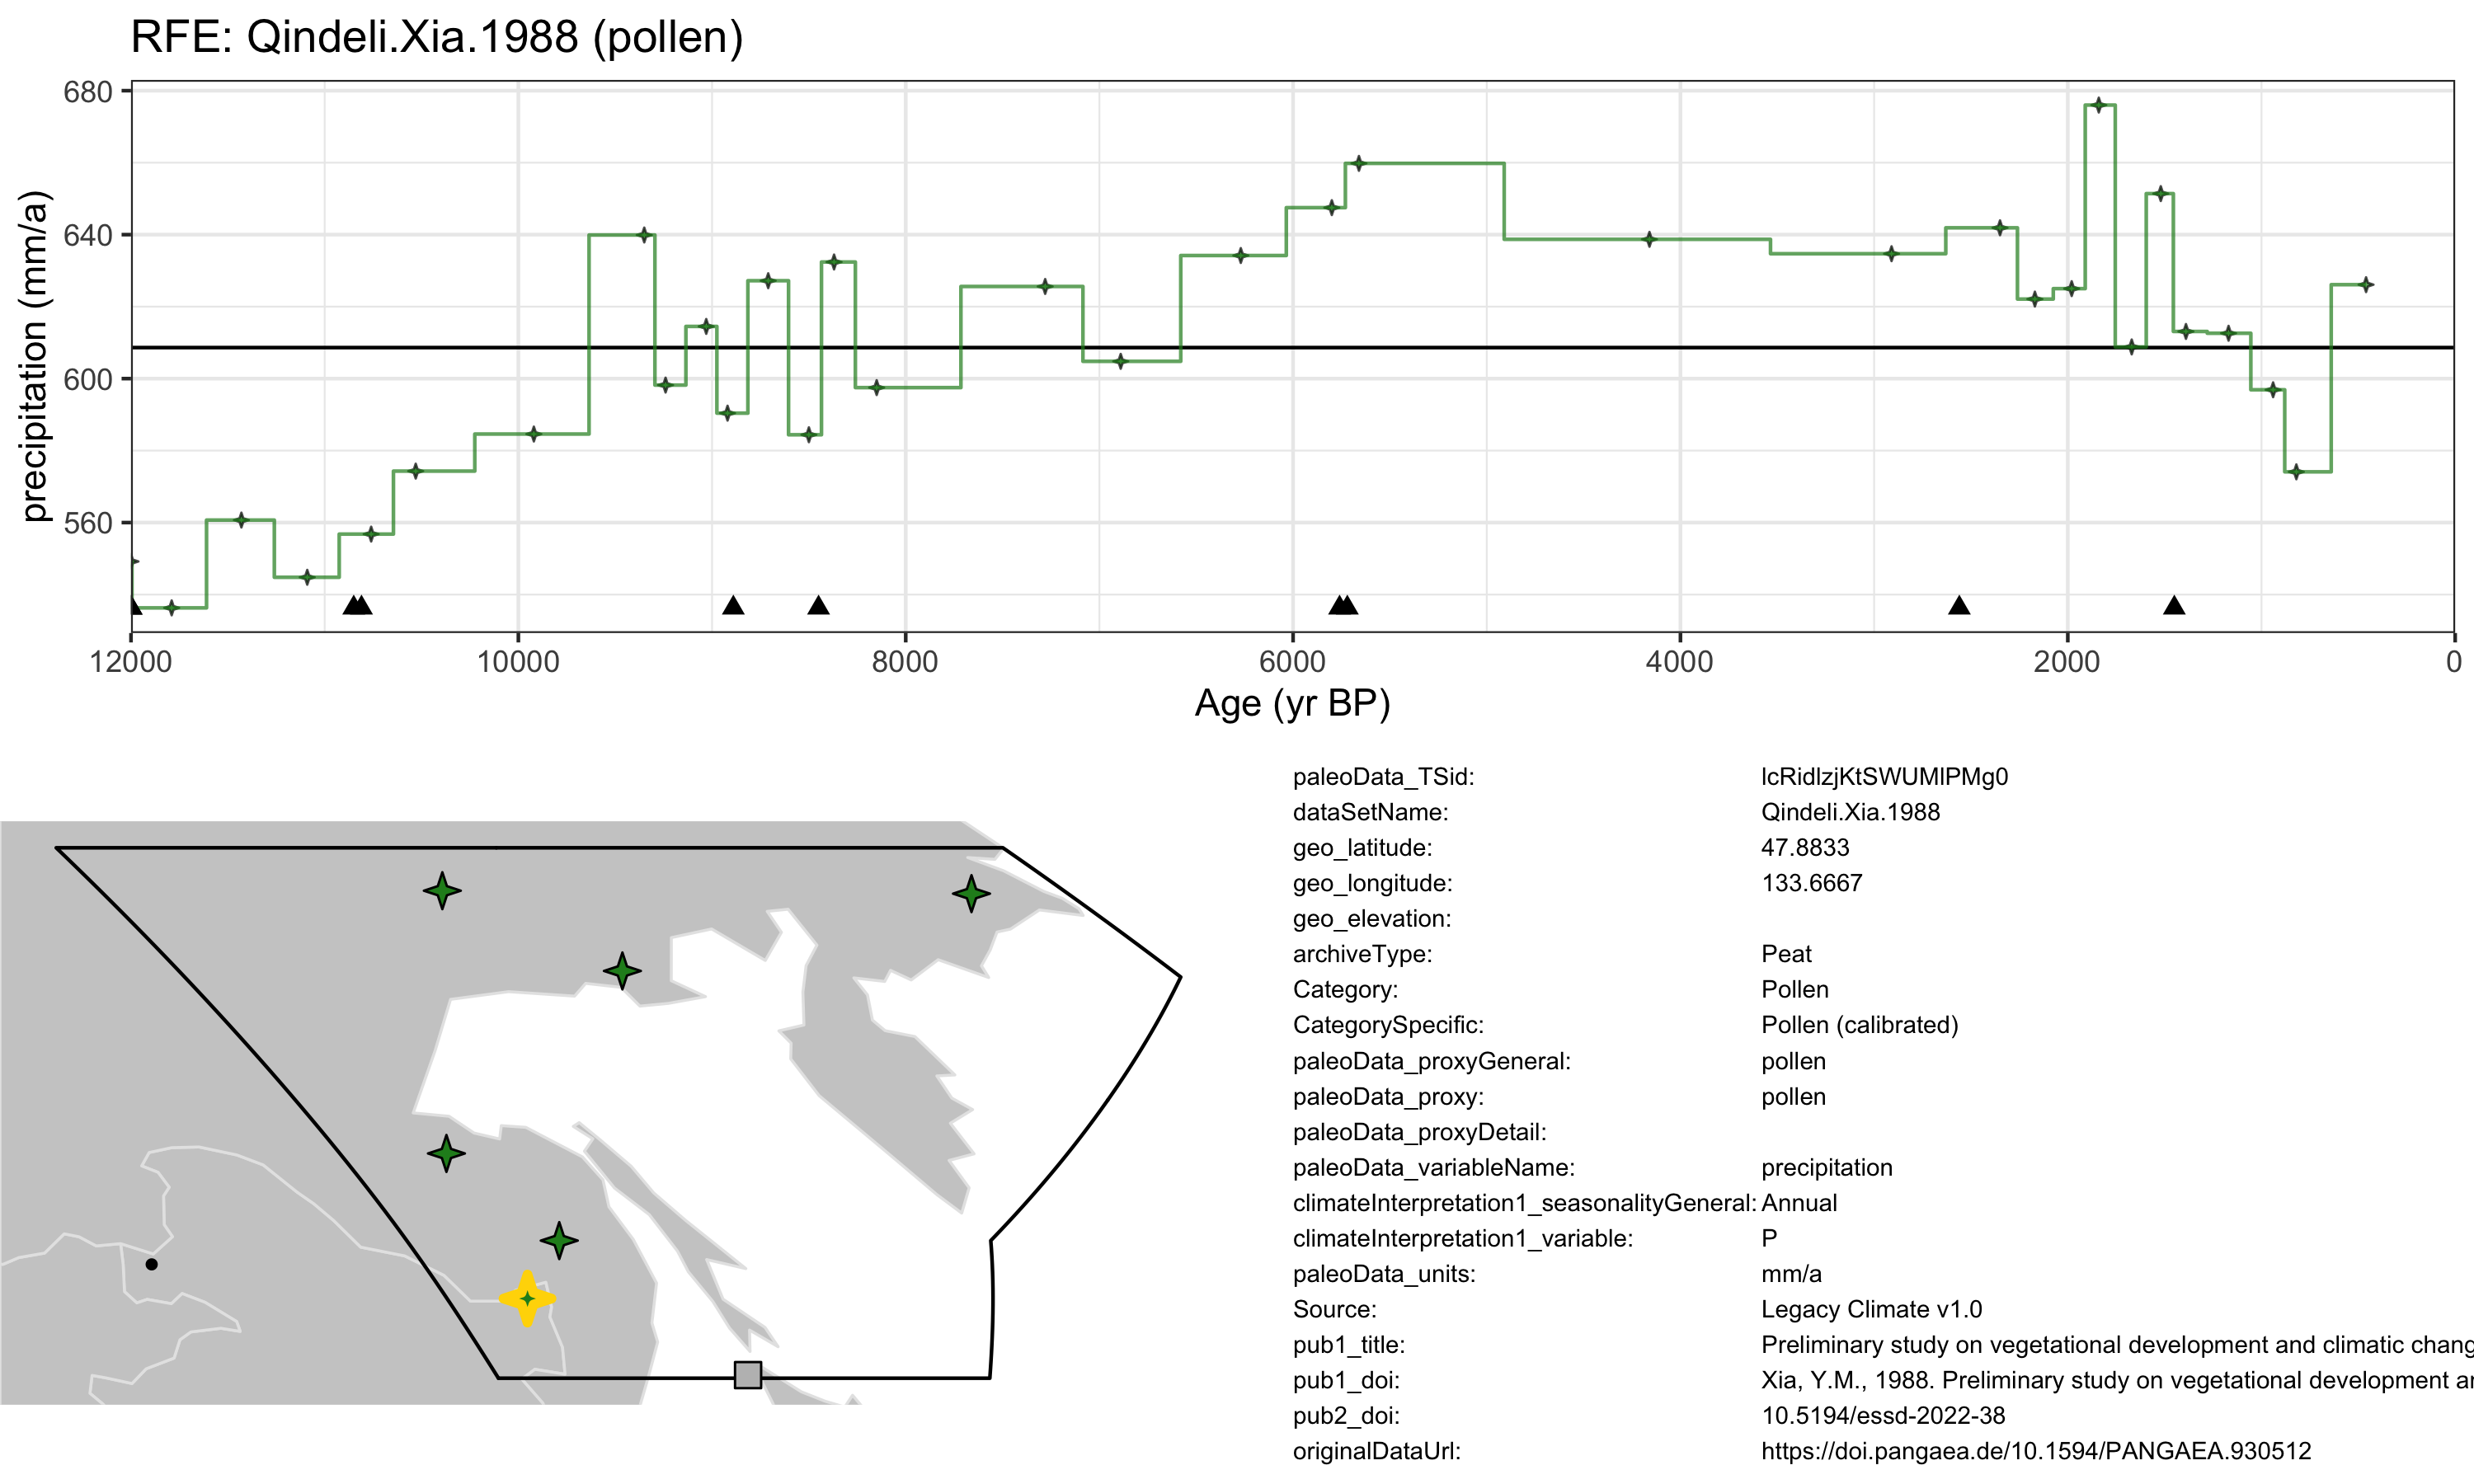 RFE: Qindeli.Xia.1988 (pollen)
precipitation (mm/a)
680
640
600
560
12000 10000 8000 6000 4000 2000 0
Age (yr BP)
paleoData_TSid: lcRidlzjKtSWUMlPMg0
dataSetName: Qindeli.Xia.1988
geo_latitude: 47.8833
geo_longitude: 133.6667
geo_elevation:
archiveType: Peat
Category: Pollen
CategorySpecific: Pollen (calibrated)
paleoData_proxyGeneral: pollen
paleoData_proxy: pollen
paleoData_proxyDetail:
paleoData_variableName: precipitation
climateInterpretation1_seasonalityGeneral: Annual
climateInterpretation1_variable: P
paleoData_units: mm/a
Source: Legacy Climate v1.0
pub1_title: Preliminary study on vegetational development and climatic chang
pub1_doi: Xia, Y.M., 1988. Preliminary study on vegetational development ar
pub2_doi: 10.5194/essd-2022-38
originalDataUrl: https://doi.pangaea.de/10.1594/PANGAEA.930512